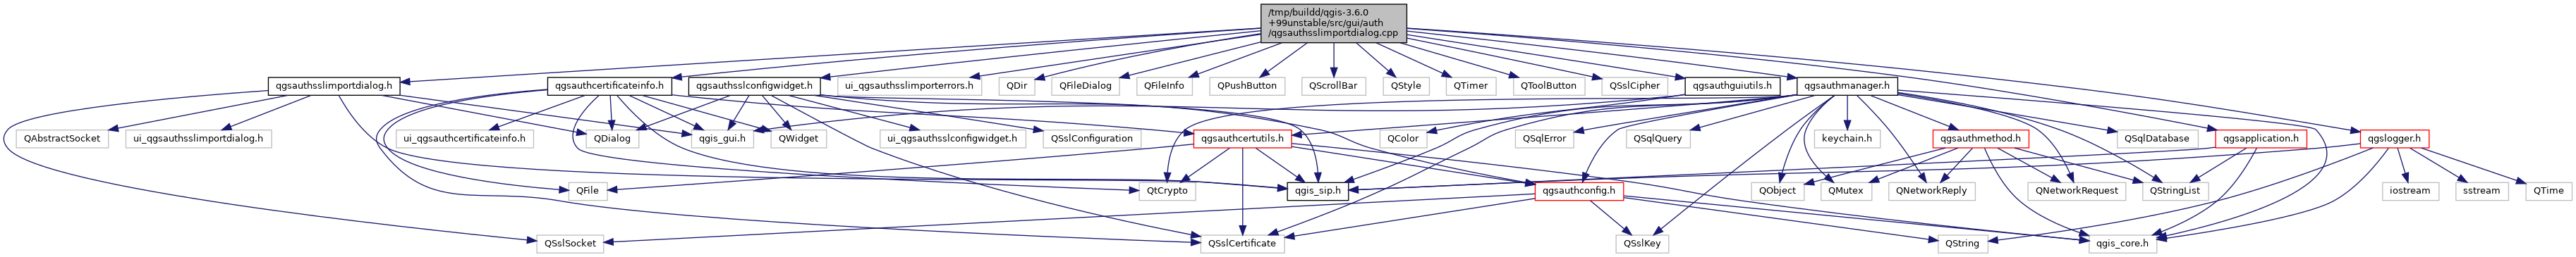 /tmp/buildd/qgis-3.6.0
+99unstable/src/gui/auth
/qgsauthsslimportdialog.cpp
qgsauthsslimportdialog.h
qgsauthcertificateinfo.h
qgsauthsslconfigwidget.h
ui_qgsauthsslimporterrors.h
QDir
QFileDialog
QFileInfo
QPushButton
QScrollBar
QStyle
QTimer
QToolButton
QSslCipher
qgsauthguiutils.h
qgsauthmanager.h
QAbstractSocket
ui_qgsauthsslimportdialog.h
ui_qgsauthcertificateinfo.h
QDialog
qgis_gui.h
QWidget
ui_qgsauthsslconfigwidget.h
QSslConfiguration
qgsauthcertutils.h
QColor
QSqlError
QSqlQuery
keychain.h
qgsauthmethod.h
QSqlDatabase
qgsapplication.h
qgslogger.h
QFile
QtCrypto
qgis_sip.h
qgsauthconfig.h
QObject
QMutex
QNetworkReply
QNetworkRequest
QStringList
iostream
sstream
QTime
QSslSocket
QSslCertificate
QSslKey
QString
qgis_core.h